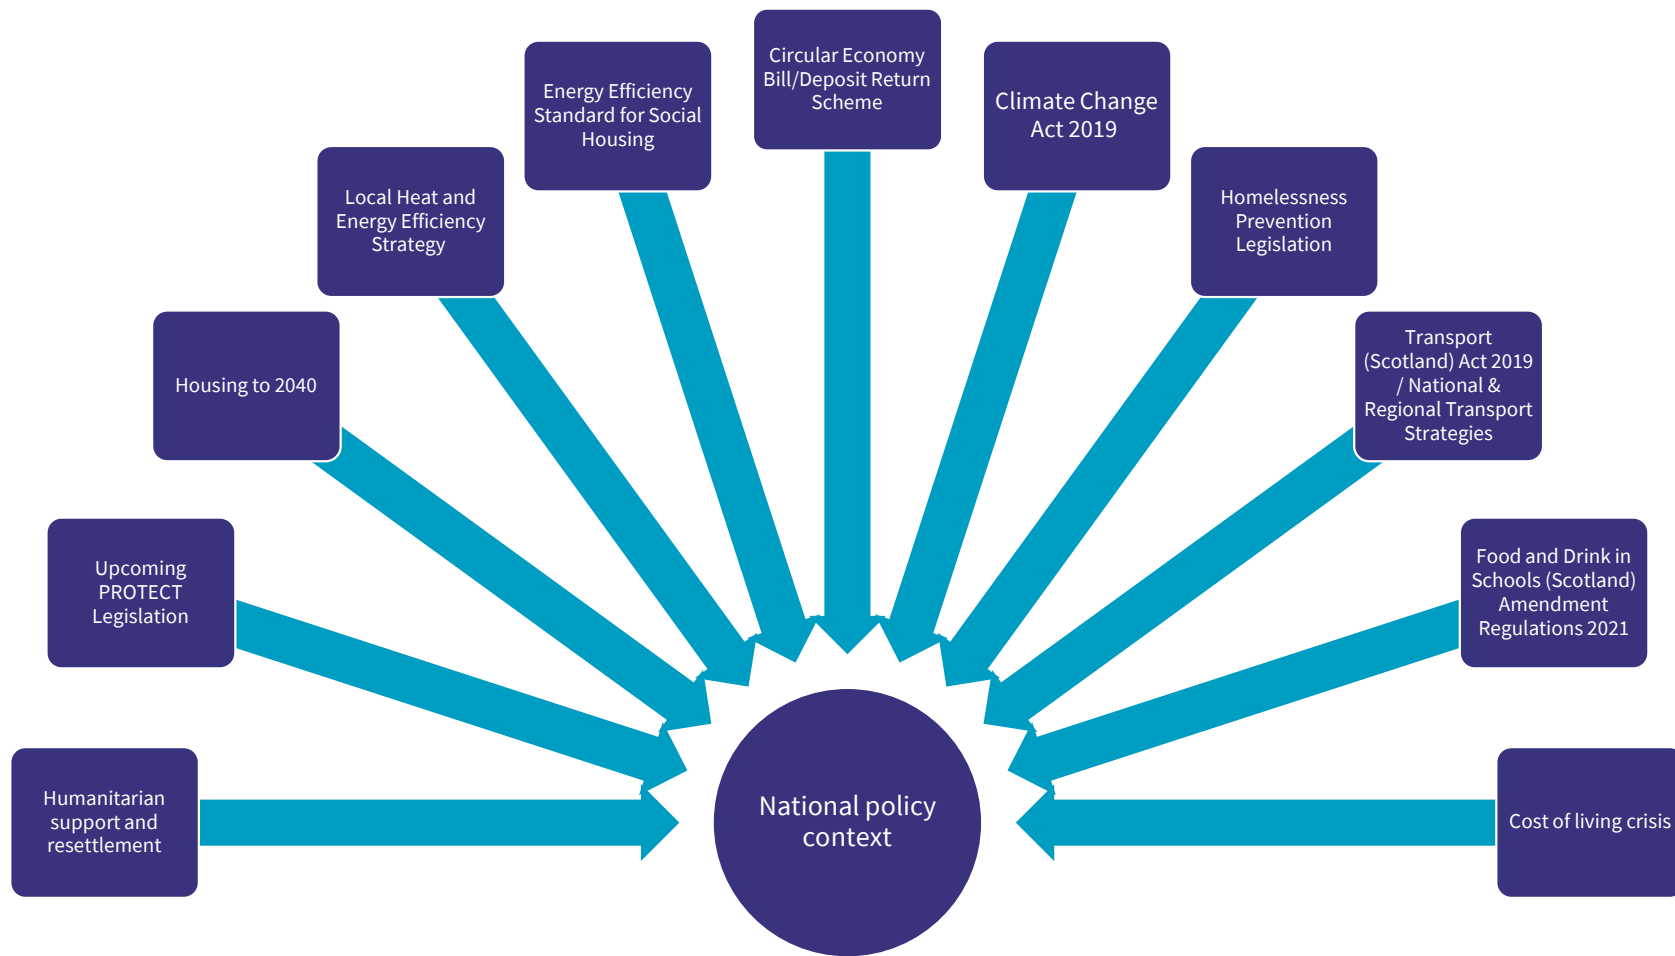 Humanitarian
support and
resettlement
Upcoming
PROTECT
Legislation
Housing to 2040
Local Heat and
Energy Efficiency
Strategy
Energy Efficiency
Standard for Social
Housing
Circular Economy
Bill/Deposit Return
Scheme
Climate Change
Act 2019
Homelessness
Prevention
Legislation
Transport
(Scotland) Act 2019
/ National &
Regional Transport
Strategies
Food and Drink in
Schools (Scotland)
Amendment
Regulations 2021
Cost of living crisis
National policy
context